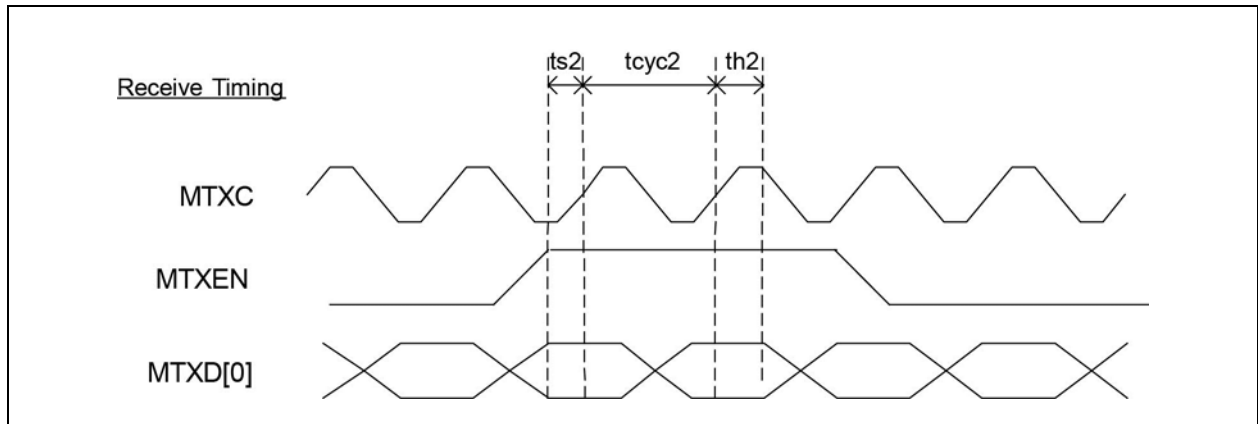 ts2 tcyc2 th2
Receive Timing
MTXC
MTXEN
MTXD[0]